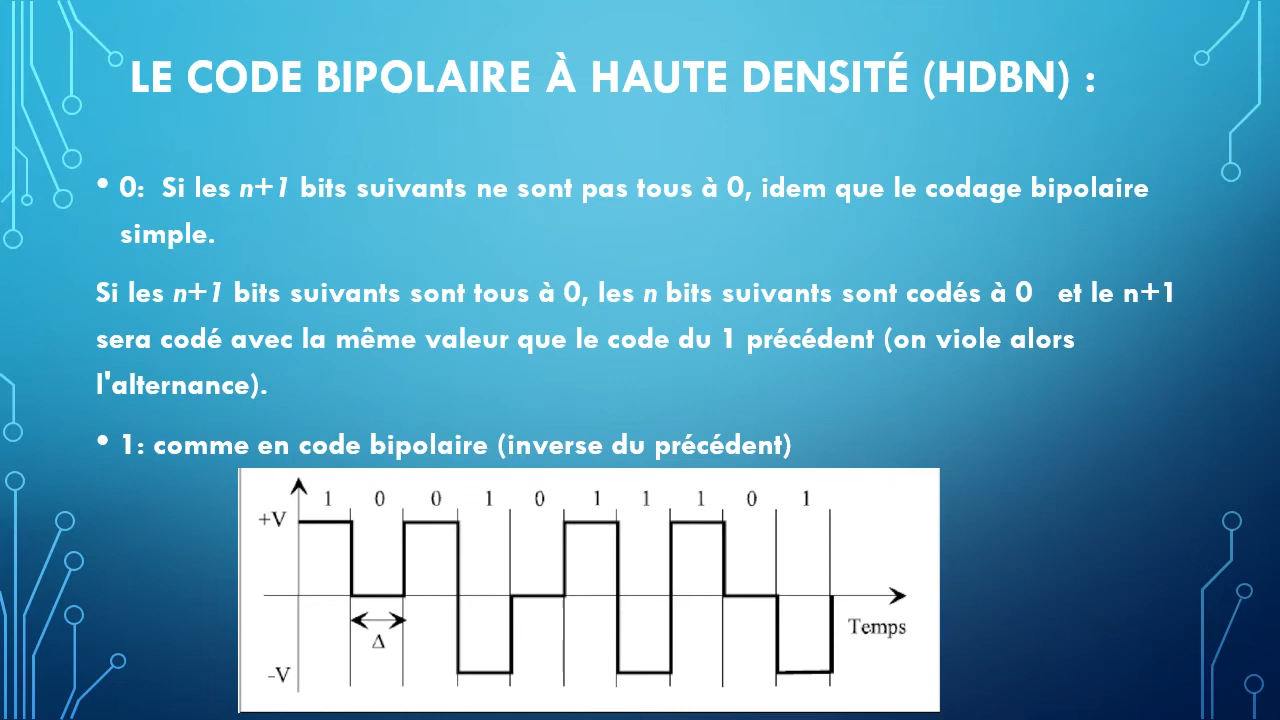 LE CODE BIPOLAIRE À HAUTE DENSITÉ (HDBN) :
• 0:  Si les n+1 bits suivants ne sont pas tous à 0, idem que le codage bipolaire
simple.
Si les n+1 bits suivants sont tous à 0, les n bits suivants sont codés à 0   et le n+1
sera codé avec la même valeur que le code du 1 précédent (on viole alors
l'alternance).
• 1: comme en code bipolaire (inverse du précédent)
1 0 0 1 0 1 1 1 0 1
+V
Temps
Δ
-V